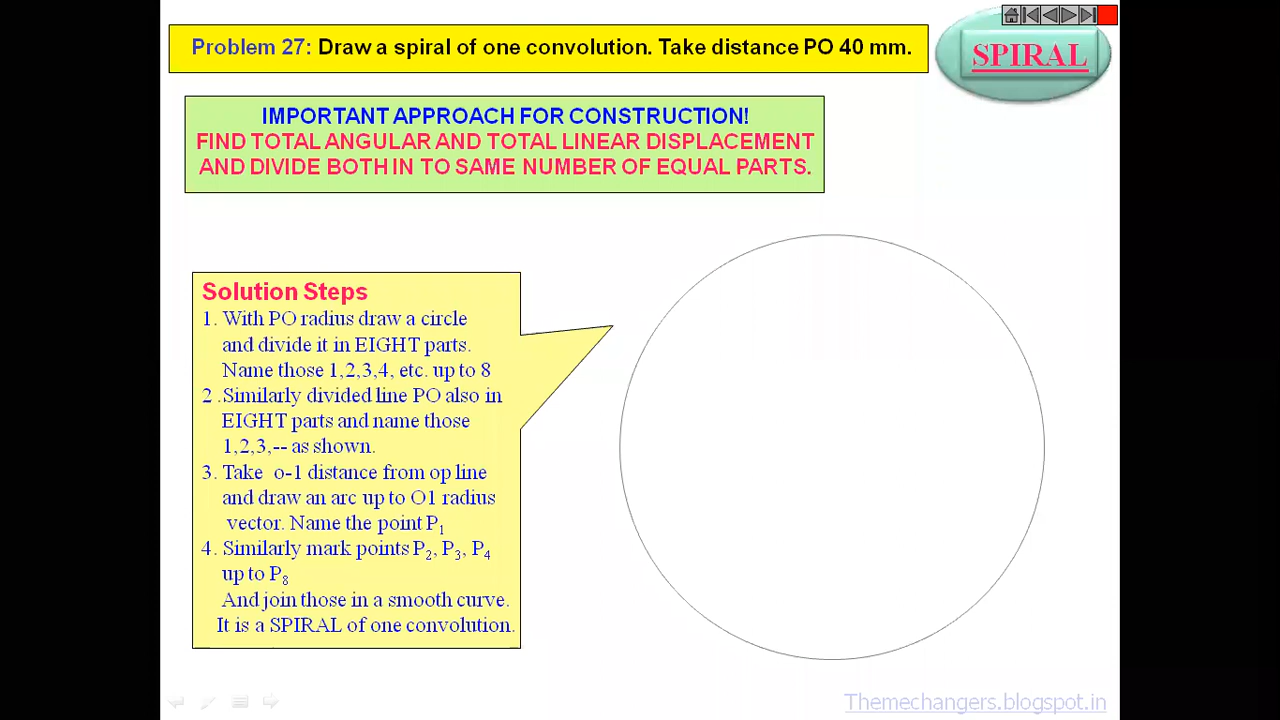 Problem 27: Draw a spiral of one convolution. Take distance PO 40 mm.
SPIRAL
IMPORTANT APPROACH FOR CONSTRUCTION!
FIND TOTAL ANGULAR AND TOTAL LINEAR DISPLACEMENT
AND DIVIDE BOTH IN TO SAME NUMBER OF EQUAL PARTS.
Solution Steps
1. With PO radius draw a circle
and divide it in EIGHT parts.
Name those 1,2,3,4, etc. up to 8
2 .Similarly divided line PO also in
EIGHT parts and name those
1,2,3,-- as shown.
3. Take o-1 distance from op line
and draw an arc up to O1 radius
vector. Name the point P1
4. Similarly mark points P2, P3, P4
up to P8
And join those in a smooth curve.
It is a SPIRAL of one convolution.
Themechangers.blogspot.in